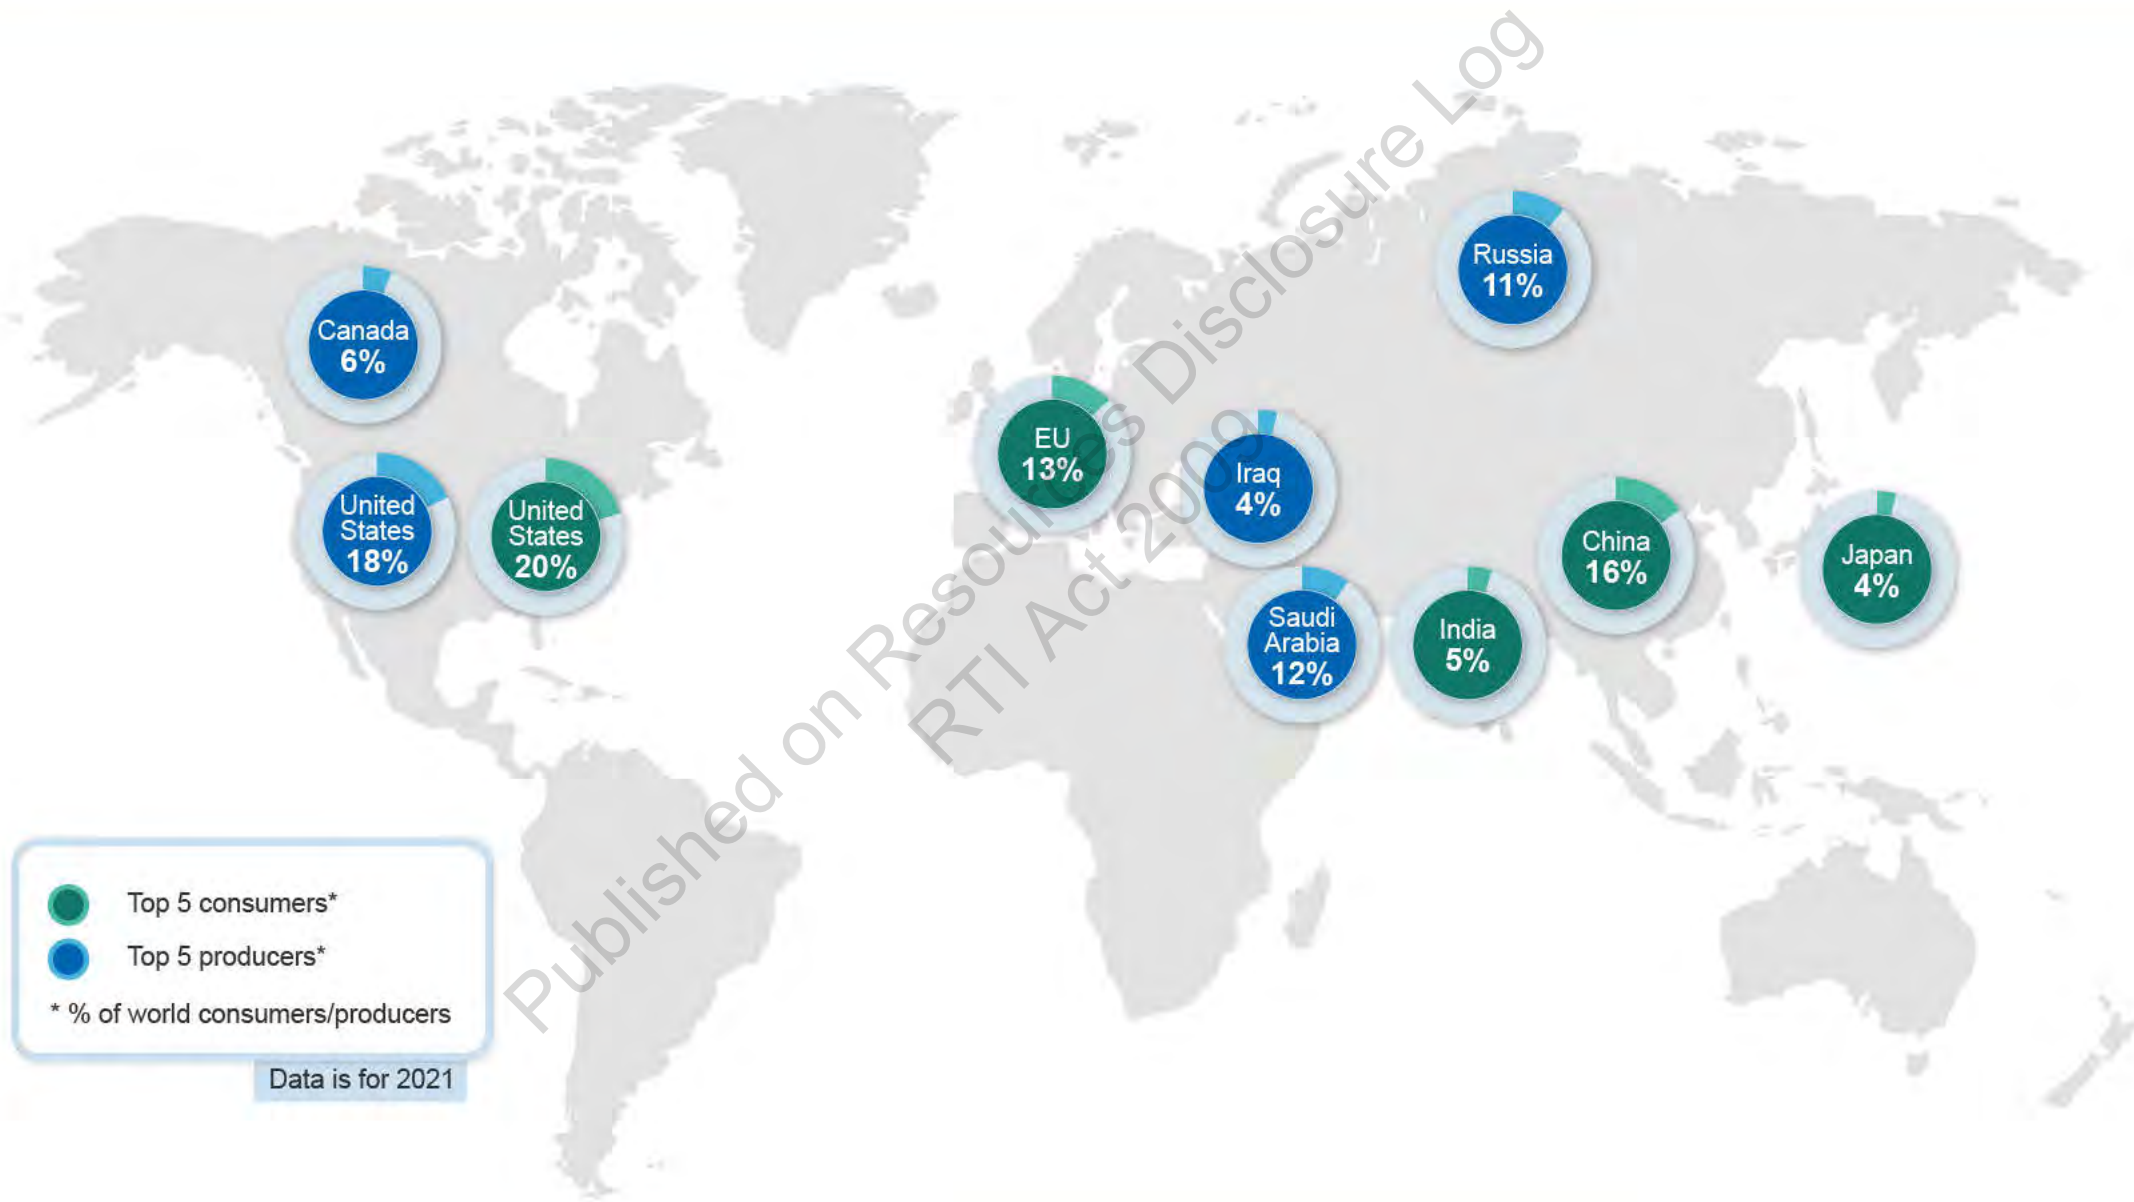 Published on Resources Disclosure Log
RTI Act 2009
Russia
11%
Canada
6%
EU
13%
Iraq
4%
United
States
18%
United
States
20%
China
16%
Japan
4%
Saudi
Arabia
12%
India
5%
Top 5 consumers*
Top 5 producers*
* % of world consumers/producers
Data is for 2021